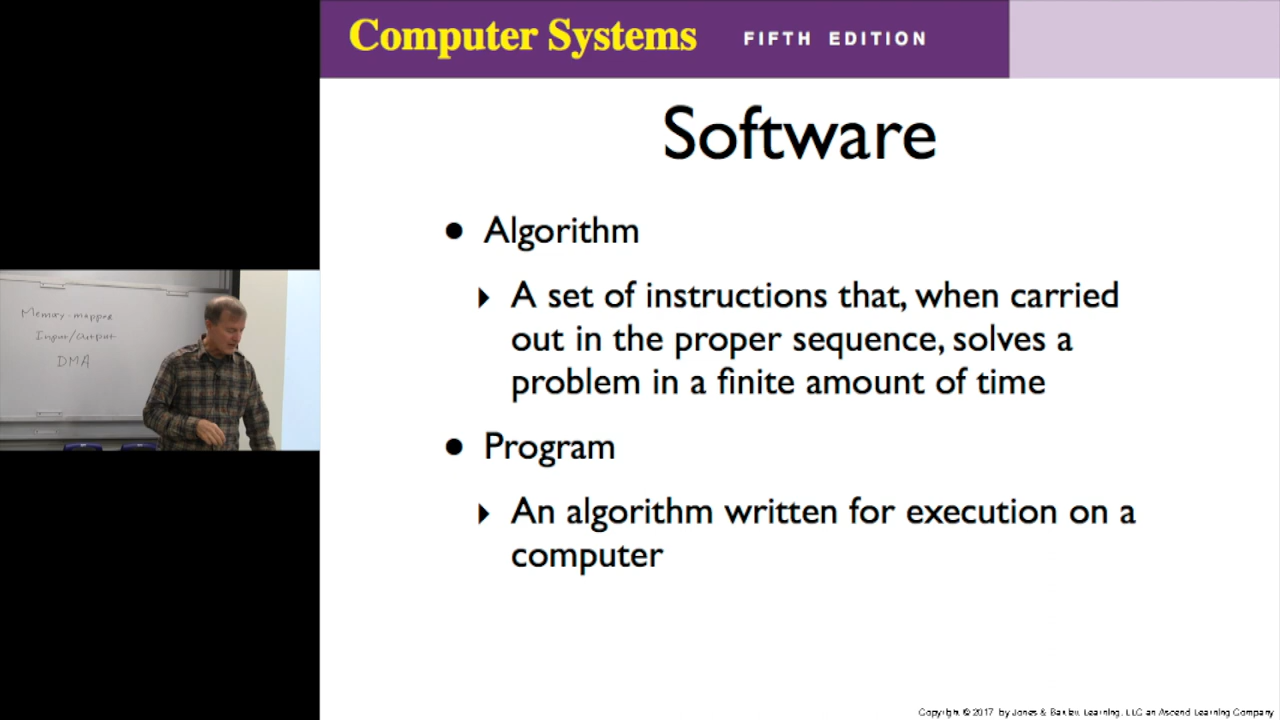 Computer Systems FIFTH EDITION
Software
• Algorithm
‣ A set of instructions that, when carried
out in the proper sequence, solves a
problem in a finite amount of time
• Program
‣ An algorithm written for execution on a
computer
Memory-mapped
Input/Output
DMA
Copyright © 2017 by Jones & Bartlett Learning, LLC an Ascend Learning Company